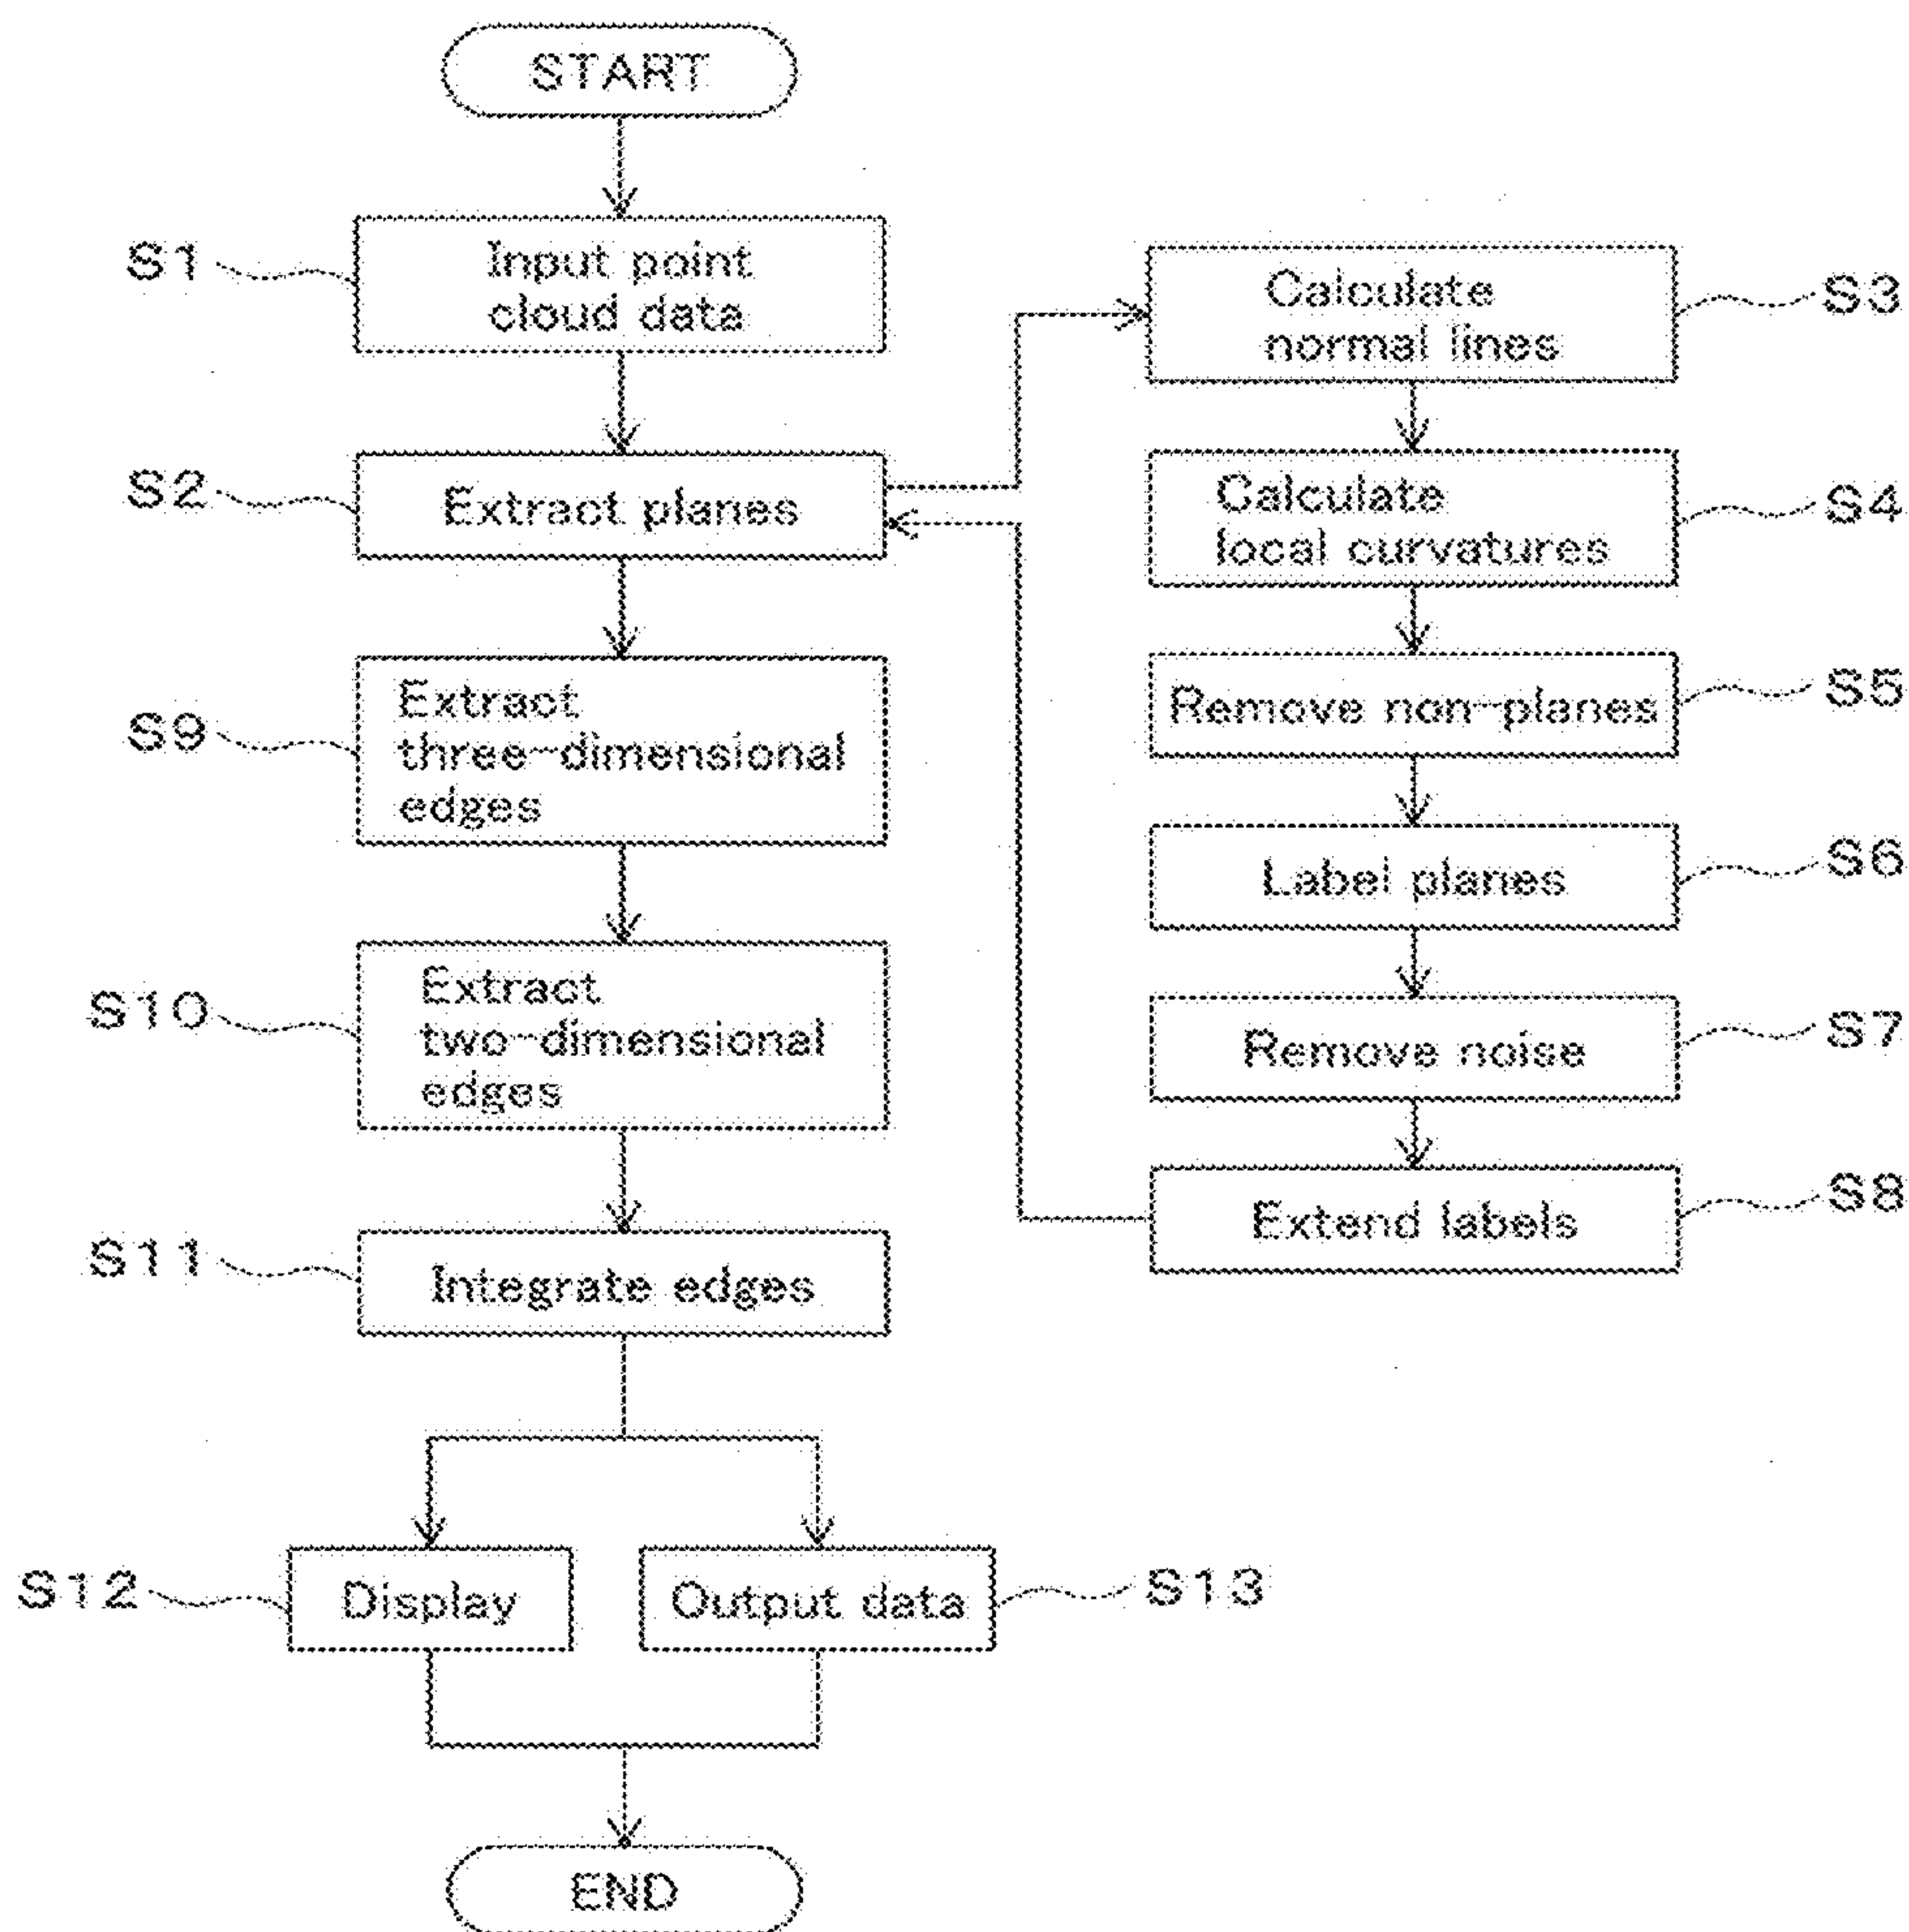 START
S1
Input point
cloud data
S2
Extract planes
S3
Calculate
normal lines
S4
Calculate
local curvatures
S5
Remove non-planes
S6
Label planes
S7
Remove noise
S8
Extend labels
S9
Extract
three-dimensional
edges
S10
Extract
two-dimensional
edges
S11
Integrate edges
S12
Display
Output data
S13
END